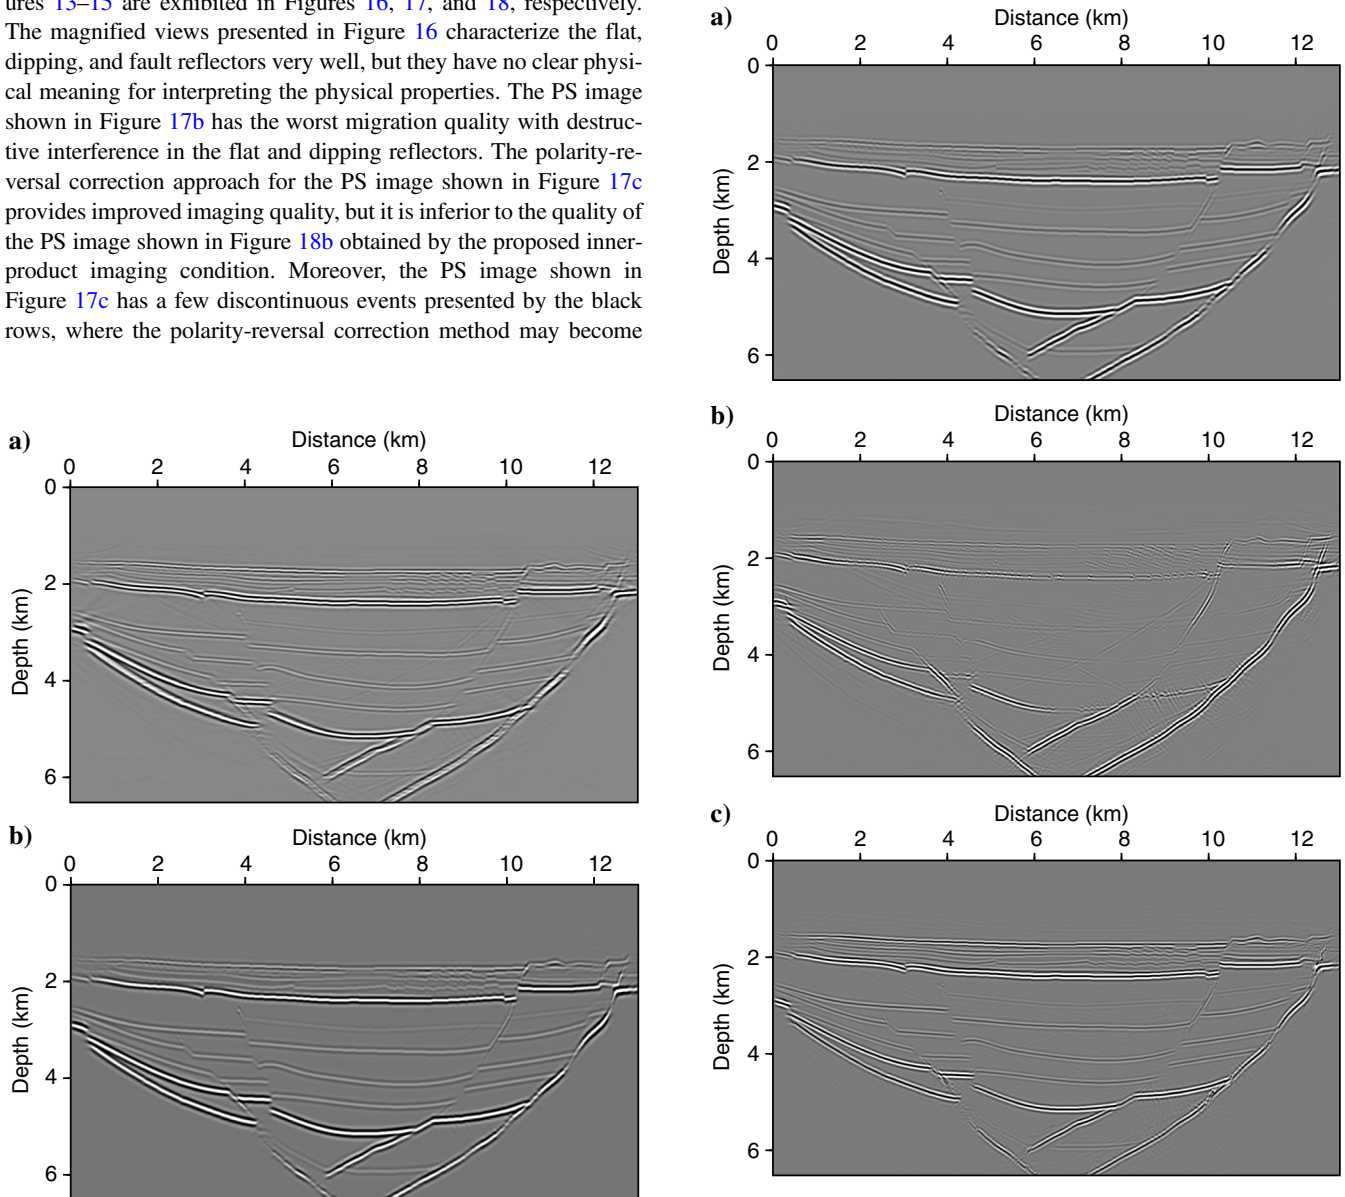 ures 13–15 are exhibited in Figures 16, 17, and 18, respectively.
The magnified views presented in Figure 16 characterize the flat,
dipping, and fault reflectors very well, but they have no clear physi-
cal meaning for interpreting the physical properties. The PS image
shown in Figure 17b has the worst migration quality with destruc-
tive interference in the flat and dipping reflectors. The polarity-re-
versal correction approach for the PS image shown in Figure 17c
provides improved imaging quality, but it is inferior to the quality of
the PS image shown in Figure 18b obtained by the proposed inner-
product imaging condition. Moreover, the PS image shown in
Figure 17c has a few discontinuous events presented by the black
rows, where the polarity-reversal correction method may become
a)
Distance (km)
0 2 4 6 8 10 12
0
2
4
6
Depth (km)
b)
Distance (km)
0 2 4 6 8 10 12
0
2
4
6
Depth (km)
a)
Distance (km)
0 2 4 6 8 10 12
0
2
4
6
Depth (km)
b)
Distance (km)
0 2 4 6 8 10 12
0
2
4
6
Depth (km)
c)
Distance (km)
0 2 4 6 8 10 12
0
2
4
6
Depth (km)